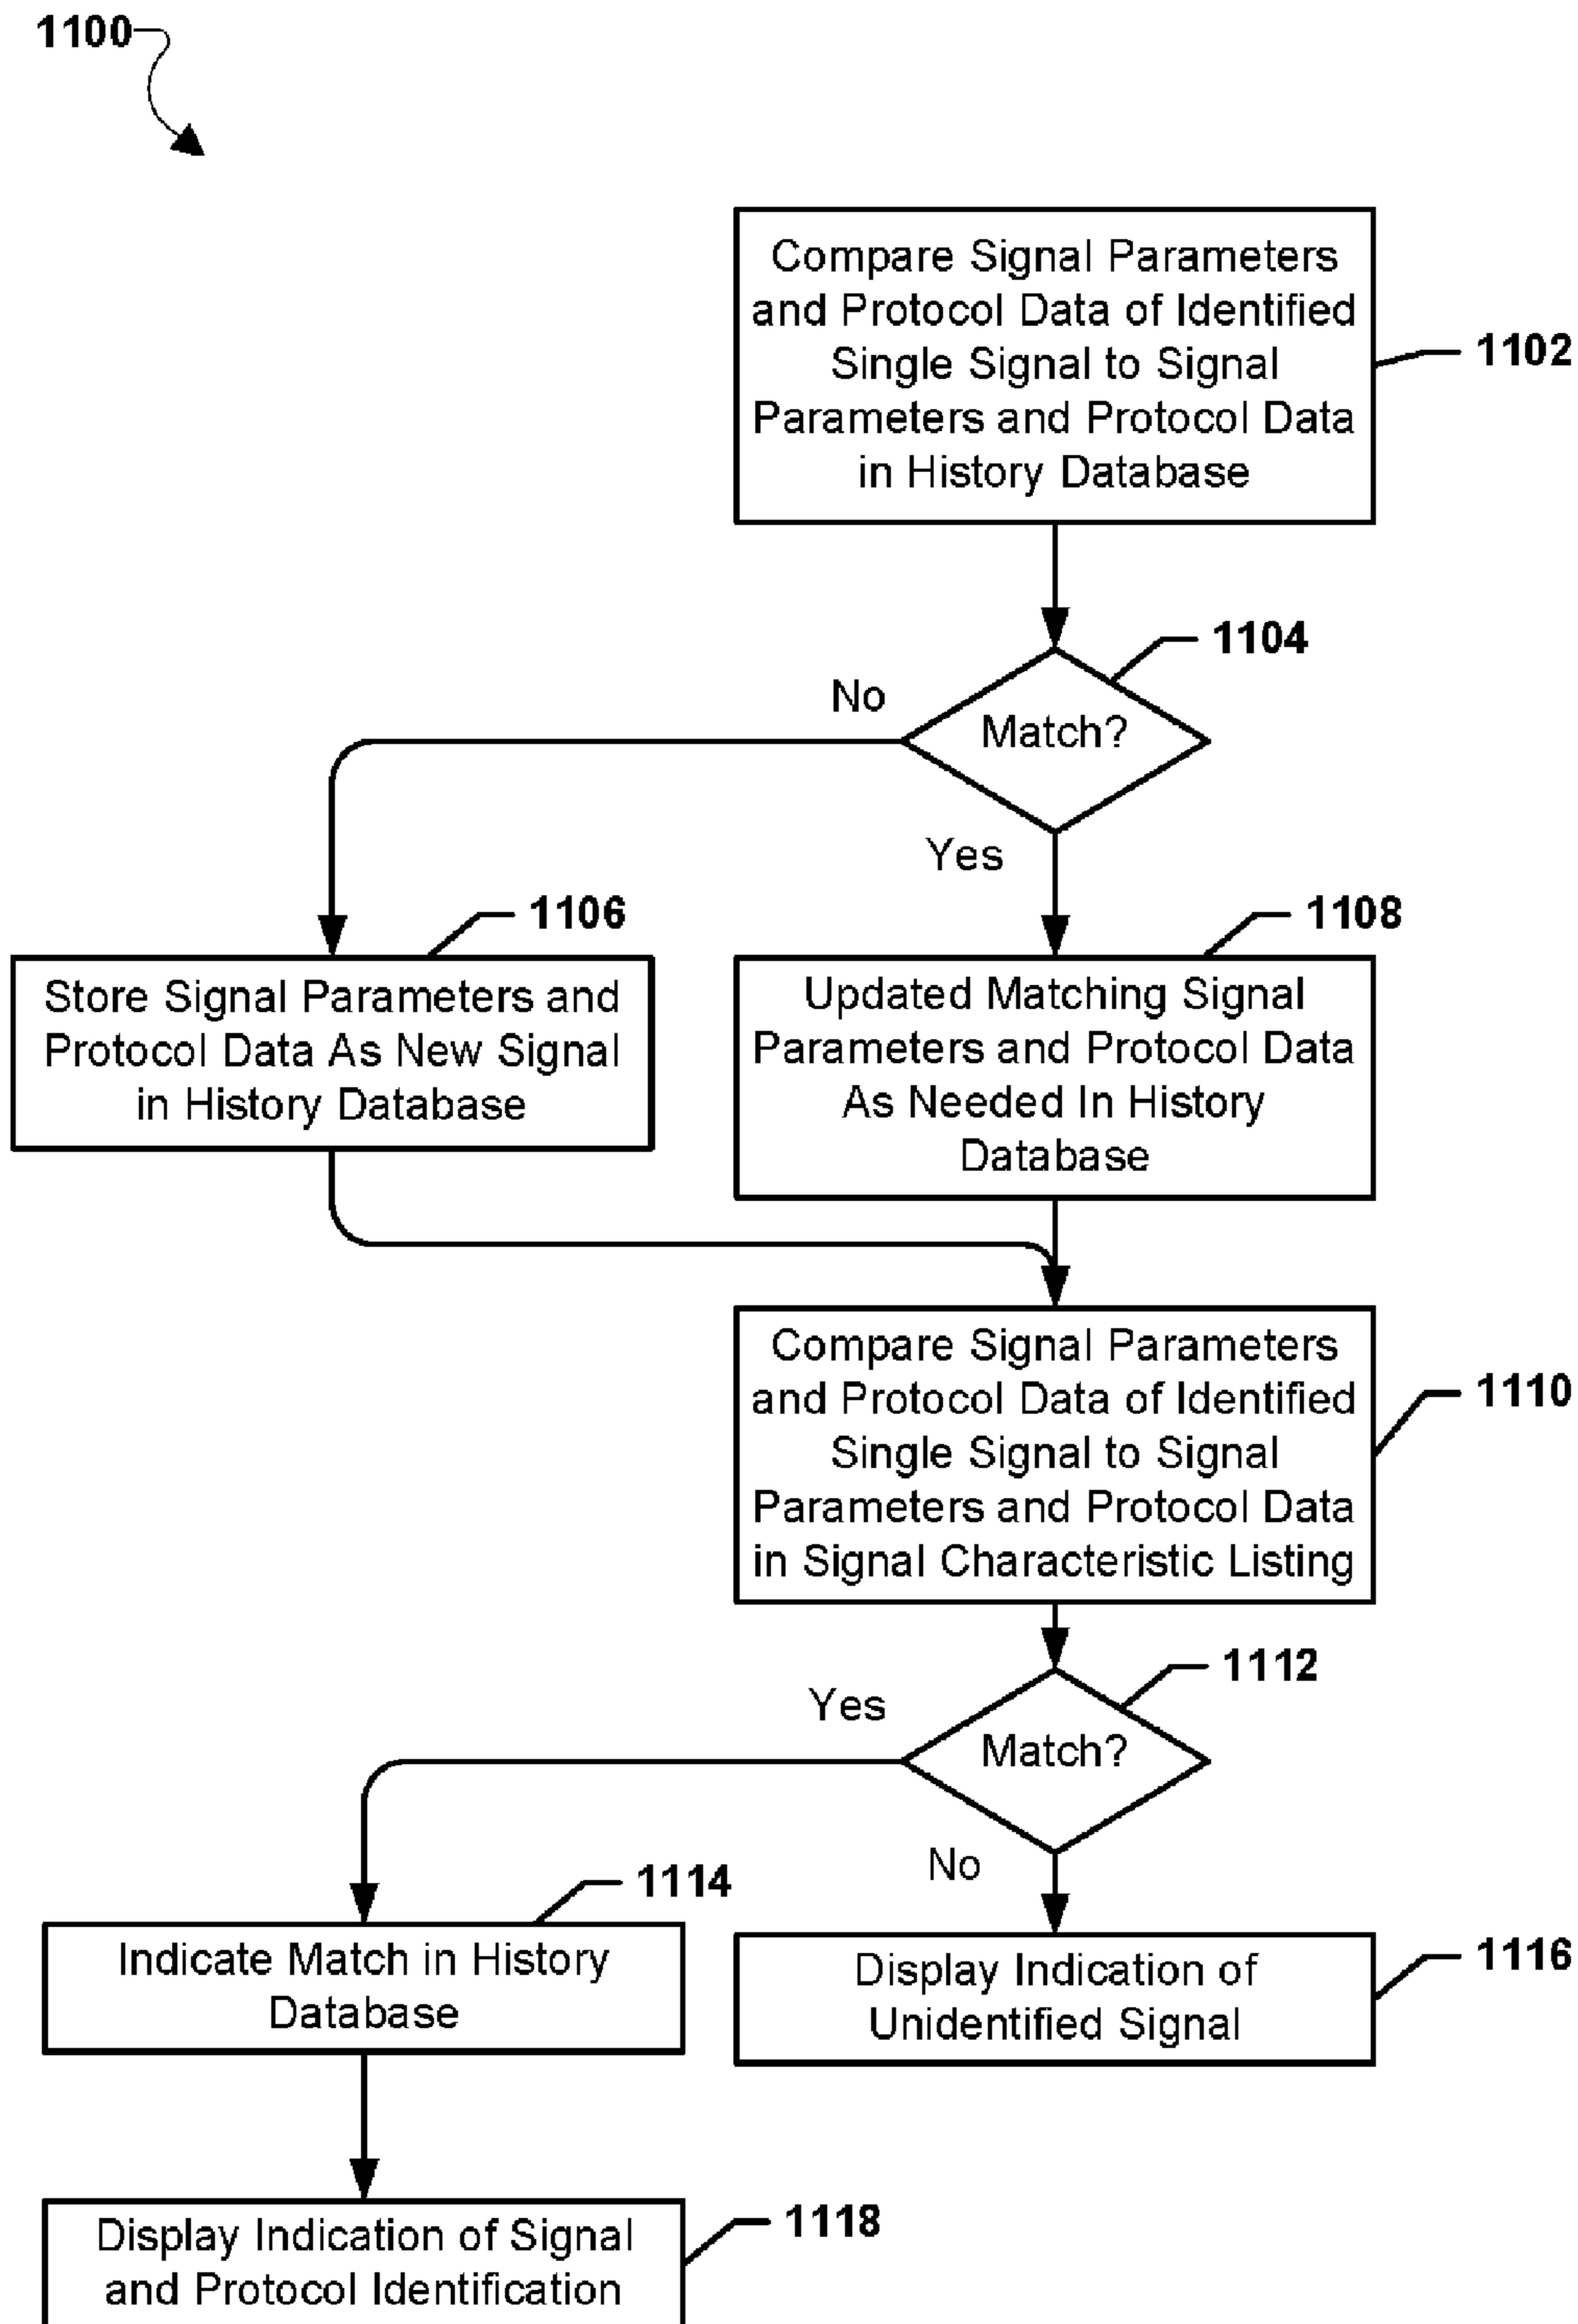 1100
Compare Signal Parameters
and Protocol Data of Identified
Single Signal to Signal
Parameters and Protocol Data
in History Database
1102
1104
No
Match?
Yes
1106
1108
Store Signal Parameters and
Protocol Data As New Signal
in History Database
Updated Matching Signal
Parameters and Protocol Data
As Needed In History
Database
Compare Signal Parameters
and Protocol Data of Identified
Single Signal to Signal
Parameters and Protocol Data
in Signal Characteristic Listing
1110
1112
Yes
Match?
No
1114
Indicate Match in History
Database
Display Indication of
Unidentified Signal
1116
Display Indication of Signal
and Protocol Identification
1118